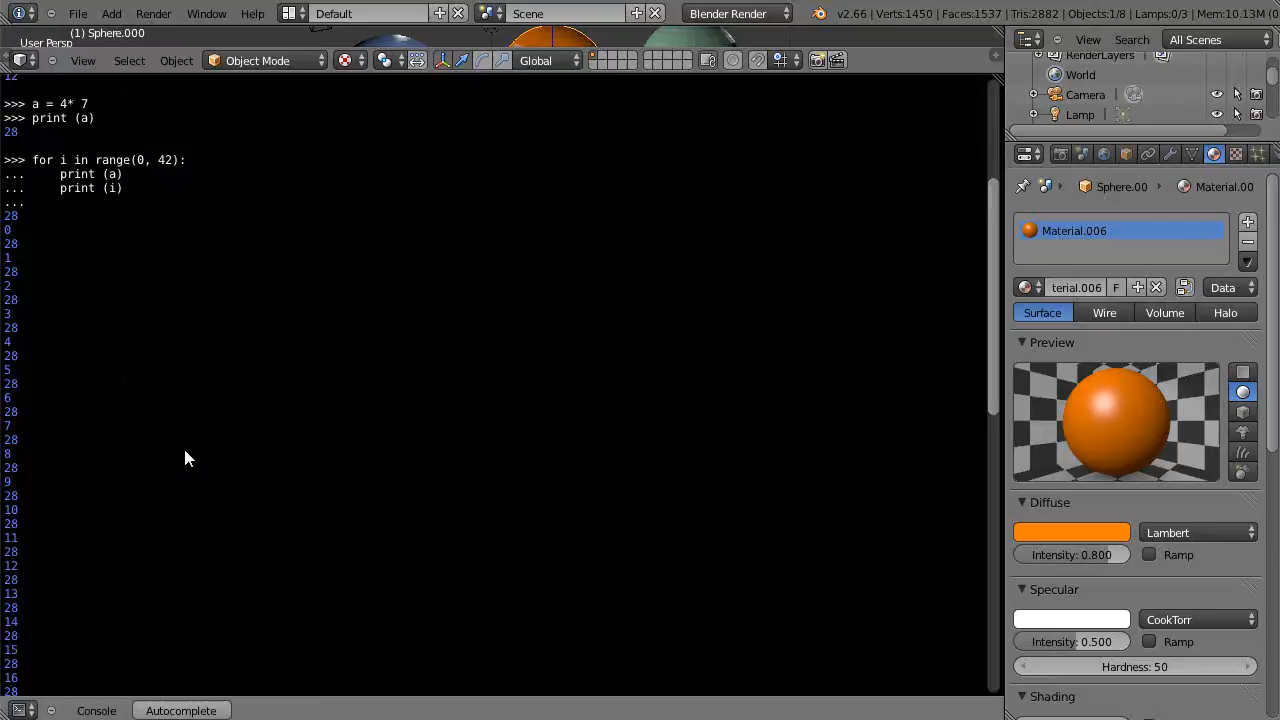 File Add Render Window Help Default Scene Blender Render v2.66 | Verts:1450 | Faces:1537 | Tris:2882 | Objects:1/8 | Lamps:0/3 | Mem:10.13M (0
(1) Sphere.000
User Persp
View Select Object Object Mode Global
View Search All Scenes
RenderLayers
World
Camera
Lamp
12
>>> a = 4* 7
>>> print (a)
28
>>> for i in range(0, 42):
...     print (a)
...     print (i)
...
28
0
28
1
28
2
28
3
28
4
28
5
28
6
28
7
28
8
28
9
28
10
28
11
28
12
28
13
28
14
28
15
28
16
28
Console Autocomplete
Sphere.00 Material.00
Material.006
terial.006 F Data
Surface Wire Volume Halo
Preview
Diffuse
Lambert
Intensity: 0.800 Ramp
Specular
CookTorr
Intensity: 0.500 Ramp
Hardness: 50
Shading